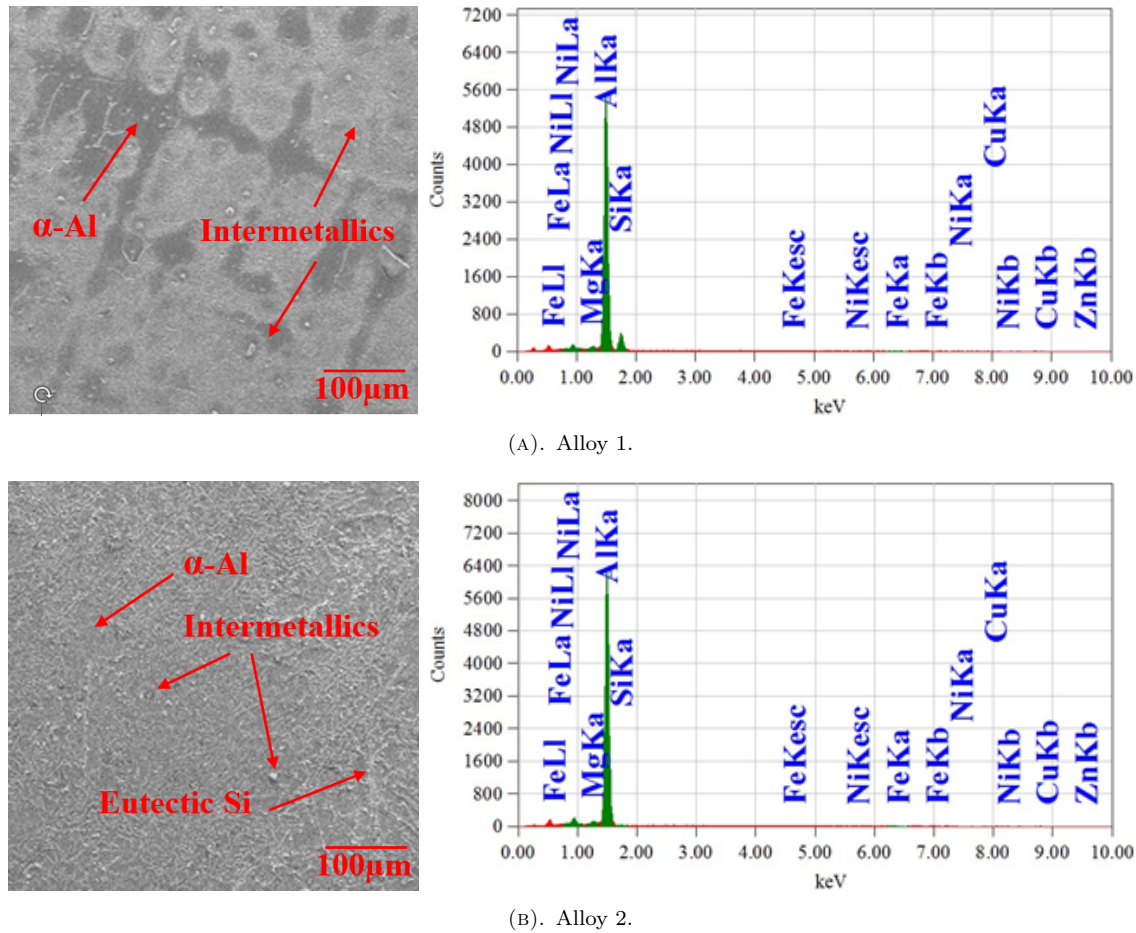 α-Al
Intermetallics
100µm
7200
6400
5600
4800
4000
3200
2400
1600
800
0
Counts
FeLl
FeLa
NiLl
NiLa
MgKa
AlKa
SiKa
FeKesc
NiKesc
FeKa
FeKb
NiKa
CuKa
NiKb
CuKb
ZnKb
0.00 1.00 2.00 3.00 4.00 5.00 6.00 7.00 8.00 9.00 10.00
keV
(A). Alloy 1.
α-Al
Intermetallics
Eutectic Si
100µm
8000
7200
6400
5600
4800
4000
3200
2400
1600
800
0
Counts
FeLl
FeLa
NiLl
NiLa
MgKa
AlKa
SiKa
FeKesc
NiKesc
FeKa
FeKb
NiKa
CuKa
NiKb
CuKb
ZnKb
0.00 1.00 2.00 3.00 4.00 5.00 6.00 7.00 8.00 9.00 10.00
keV
(B). Alloy 2.